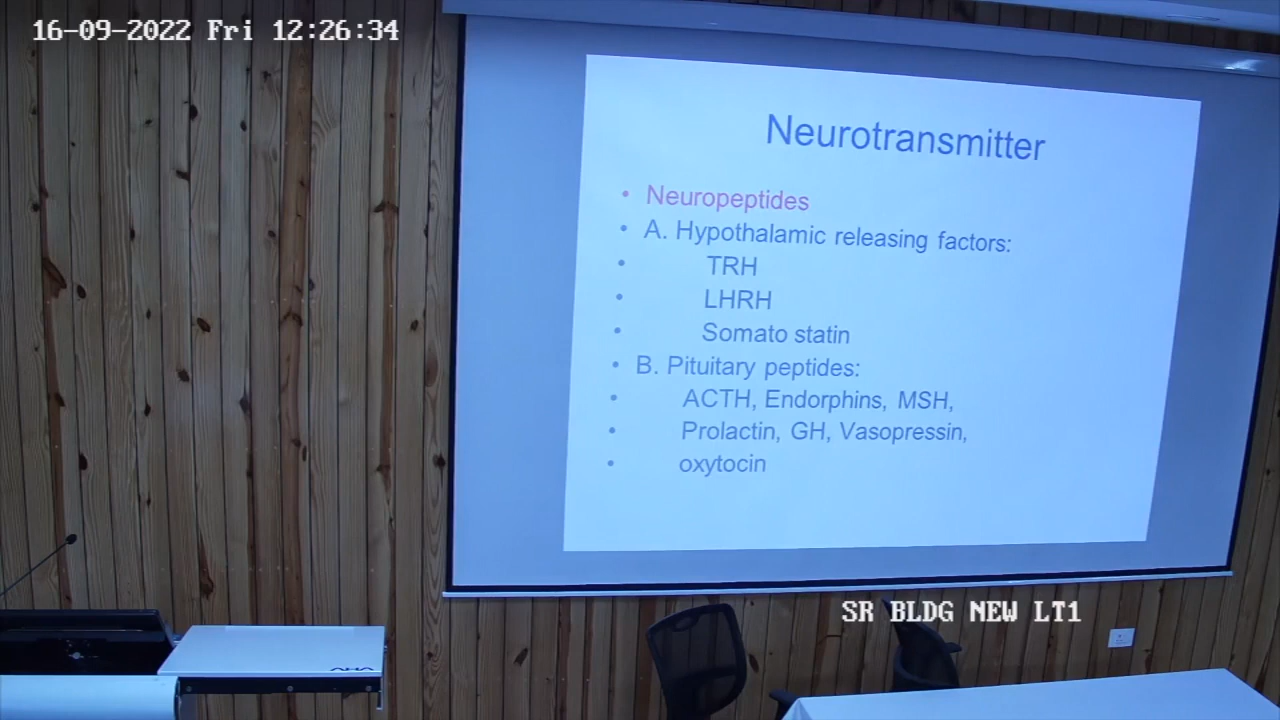 16-09-2022 Fri 12:26:34
Neurotransmitter
• Neuropeptides
• A. Hypothalamic releasing factors:
• TRH
• LHRH
• Somato statin
• B. Pituitary peptides:
• ACTH, Endorphins, MSH,
• Prolactin, GH, Vasopressin,
• oxytocin
SR BLDG NEW LT1